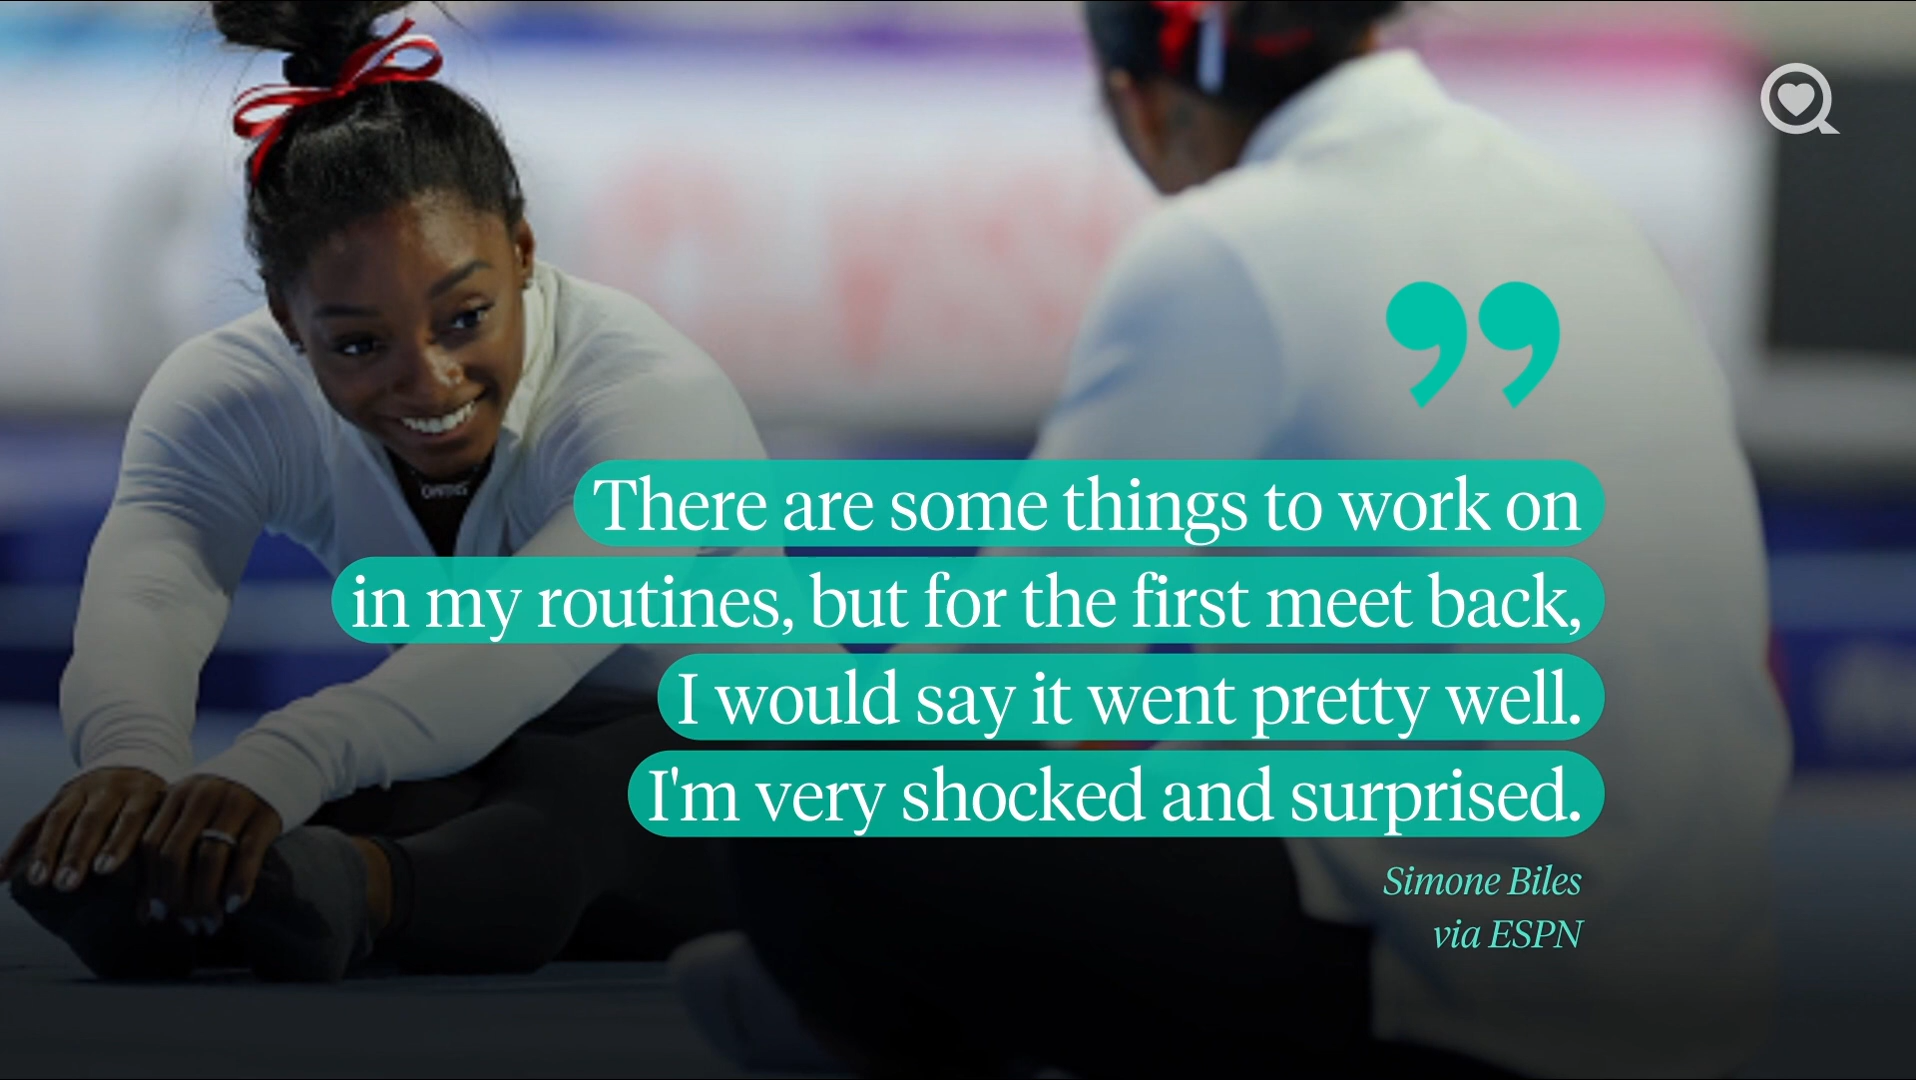 There are some things to work on
in my routines, but for the first meet back,
I would say it went pretty well.
I'm very shocked and surprised.
Simone Biles
via ESPN